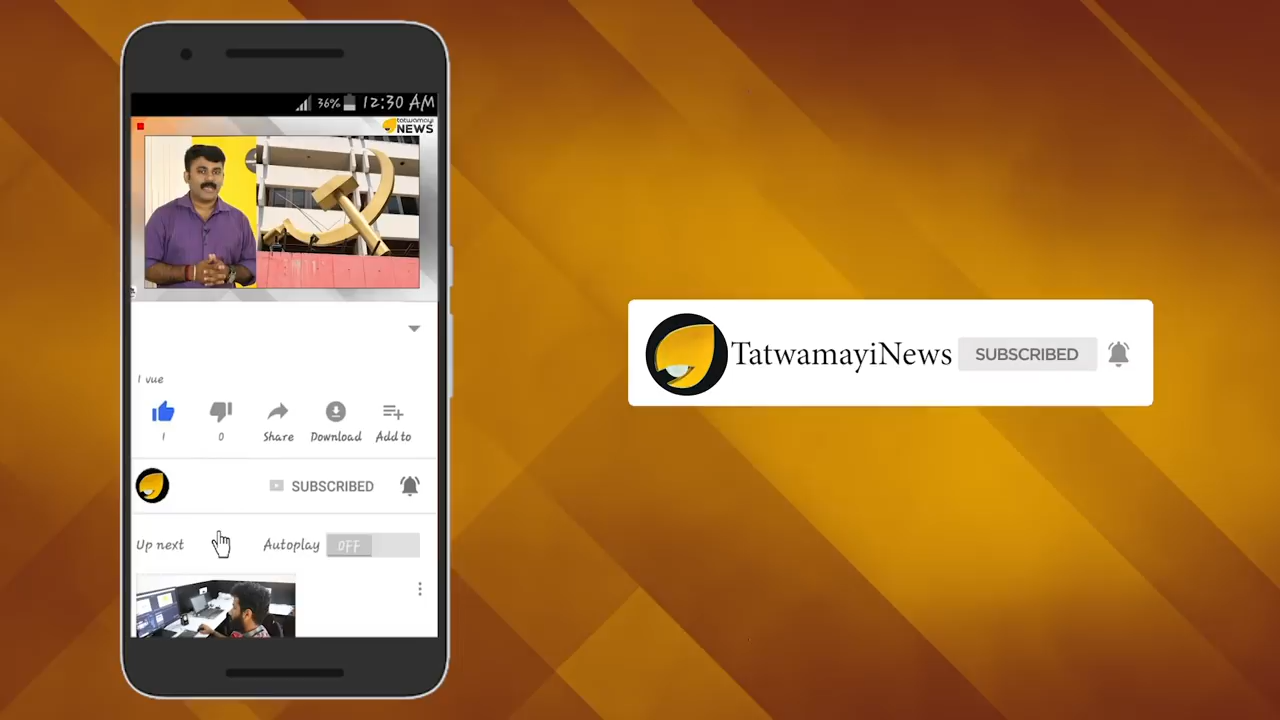 36% 12:30 AM
tatwamayi
NEWS
1 vue
1
0
Share
Download
Add to
SUBSCRIBED
Up next
Autoplay
OFF
TatwamayiNews
SUBSCRIBED